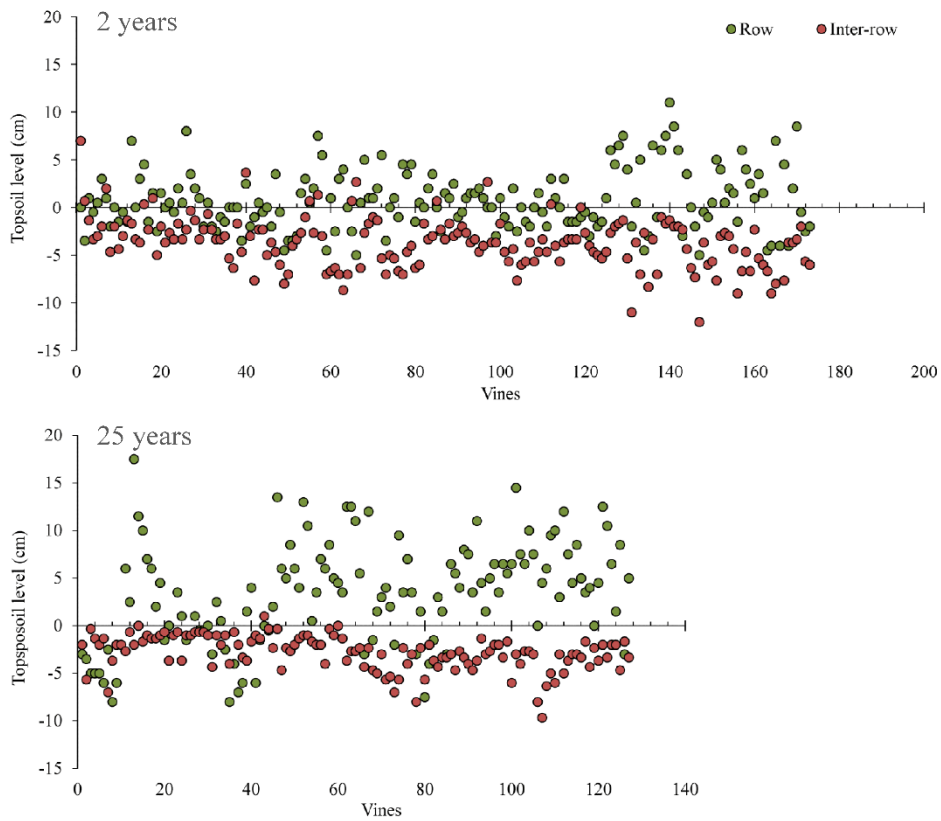 2 years
Row Inter-row
20
15
10
5
0
-5
-10
-15
Topsoil level (cm)
0 20 40 60 80 100 120 140 160 180 200
Vines
25 years
20
15
10
5
0
-5
-10
-15
Topsposoil level (cm)
0 20 40 60 80 100 120 140
Vines